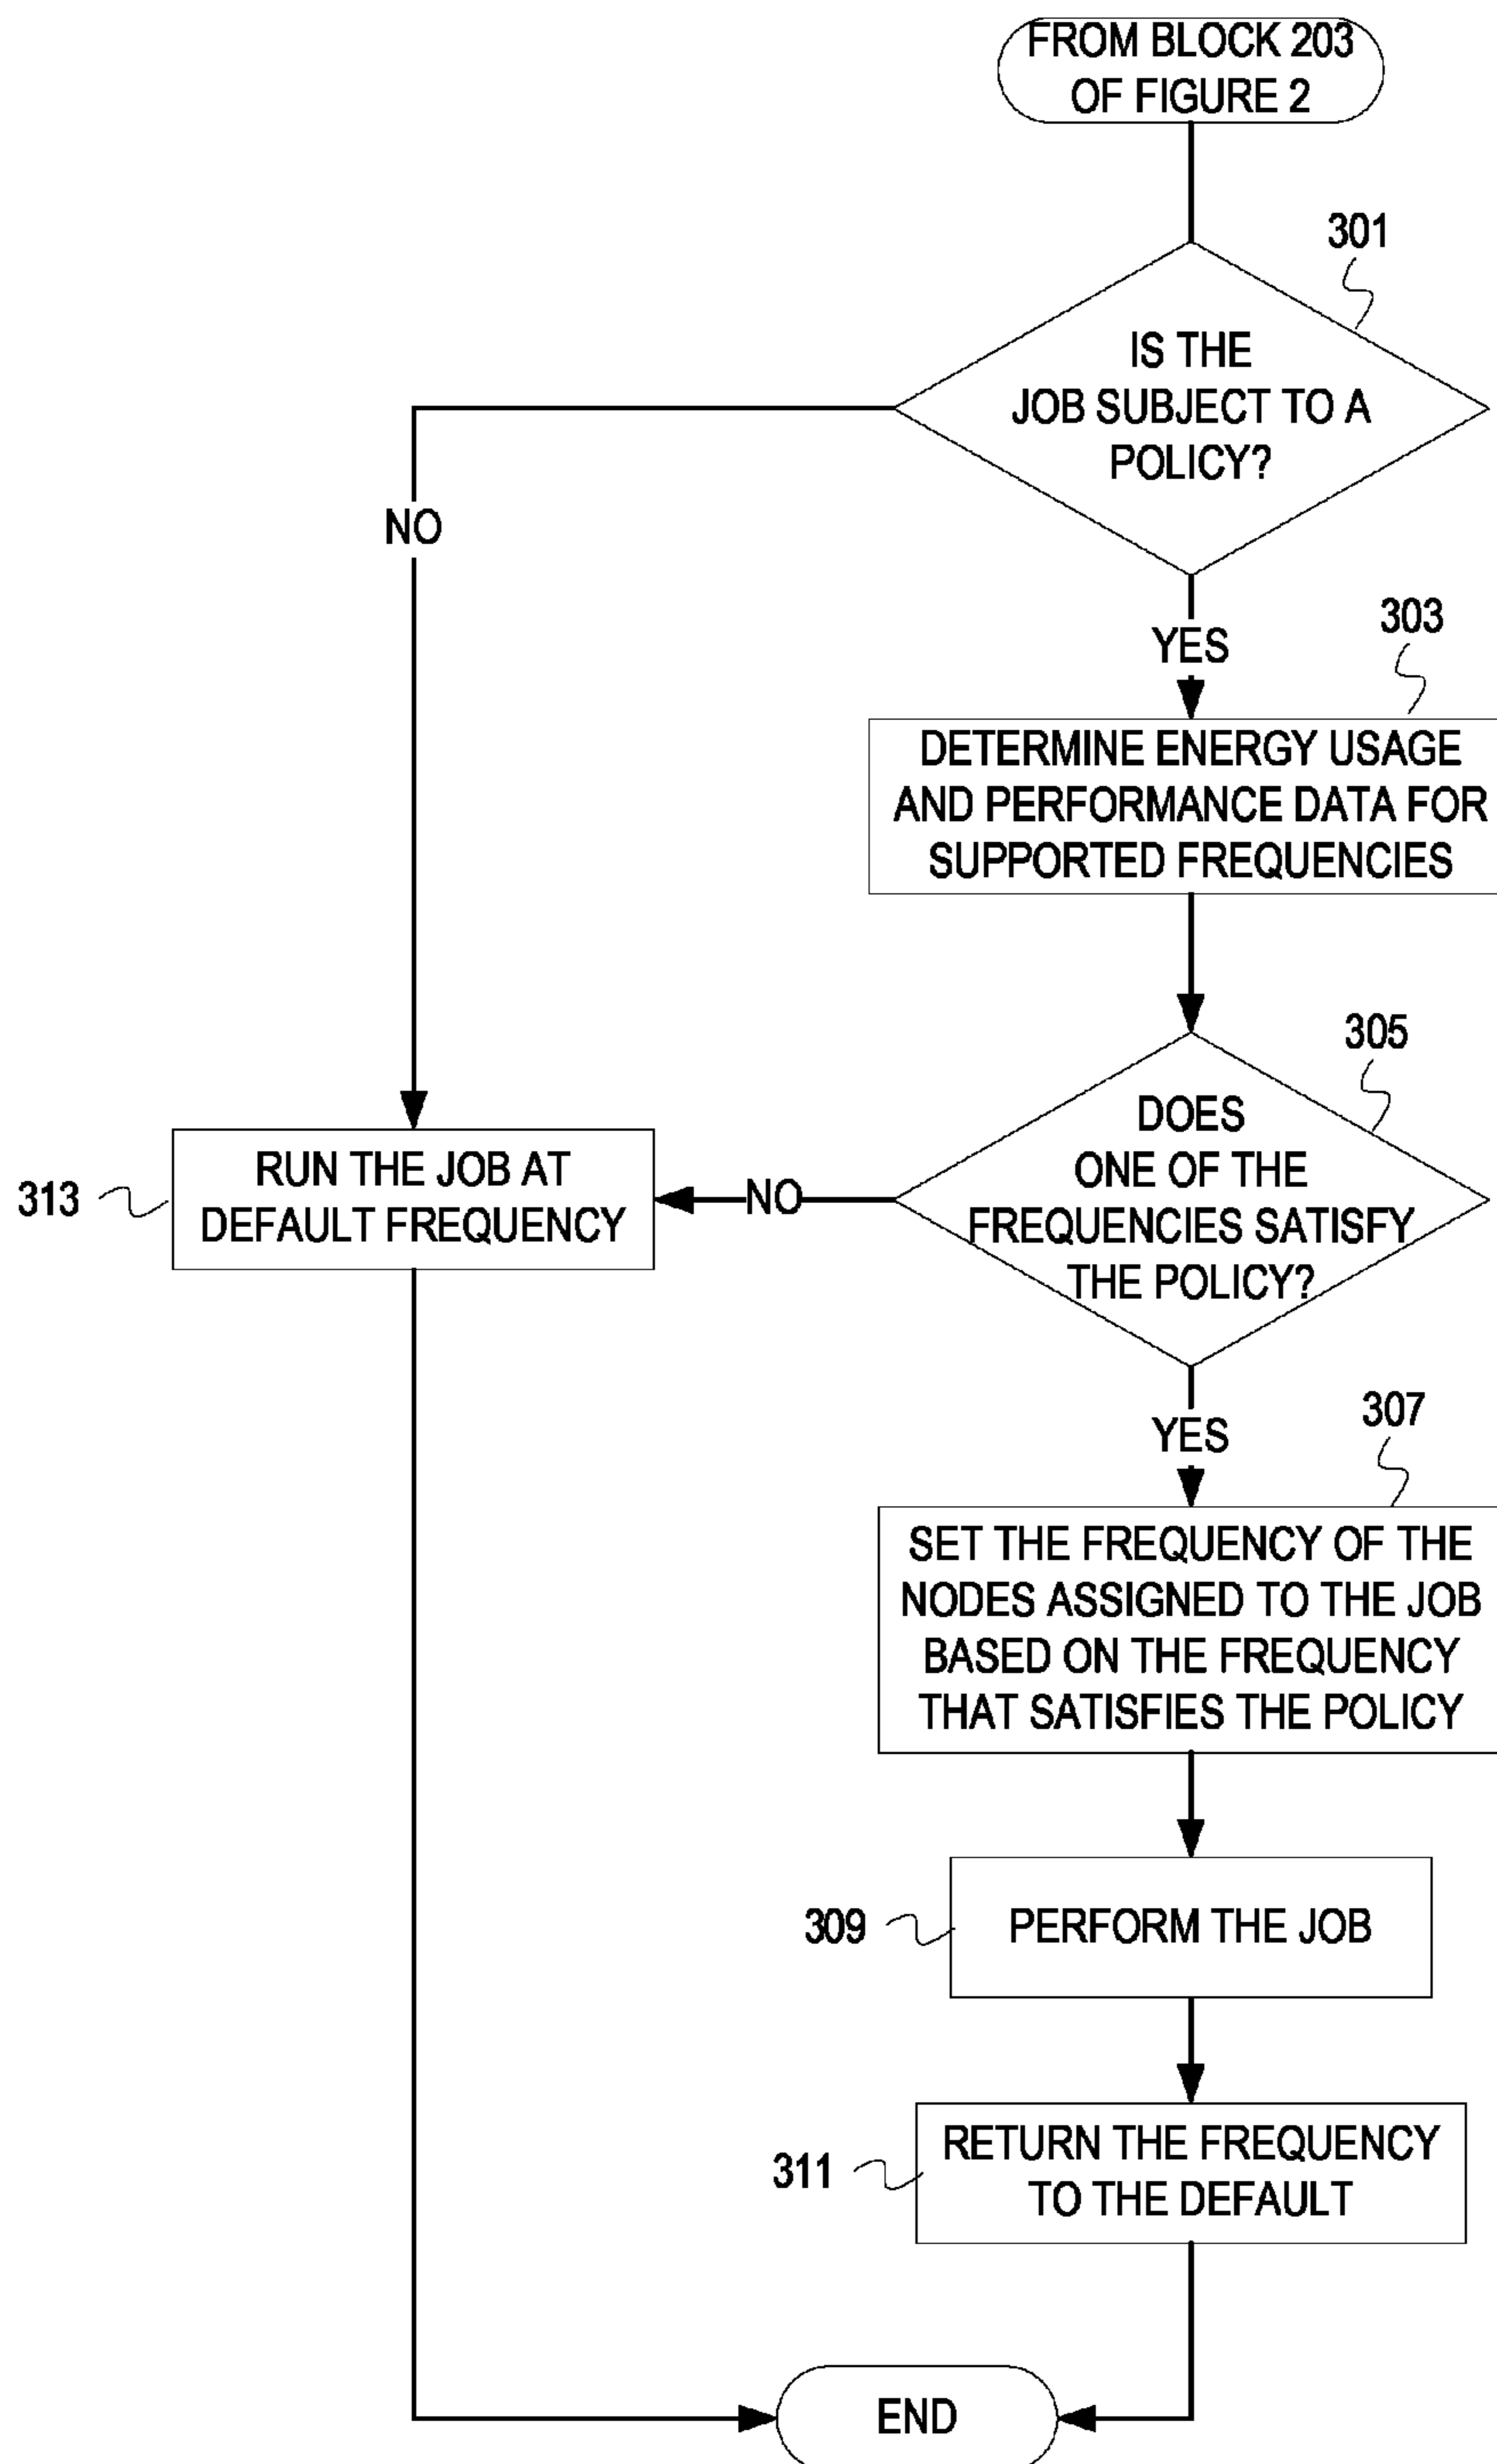 FROM BLOCK 203
OF FIGURE 2
301
IS THE
JOB SUBJECT TO A
POLICY?
NO
YES
303
DETERMINE ENERGY USAGE
AND PERFORMANCE DATA FOR
SUPPORTED FREQUENCIES
305
DOES
ONE OF THE
FREQUENCIES SATISFY
THE POLICY?
NO
313
RUN THE JOB AT
DEFAULT FREQUENCY
YES
307
SET THE FREQUENCY OF THE
NODES ASSIGNED TO THE JOB
BASED ON THE FREQUENCY
THAT SATISFIES THE POLICY
309
PERFORM THE JOB
311
RETURN THE FREQUENCY
TO THE DEFAULT
END